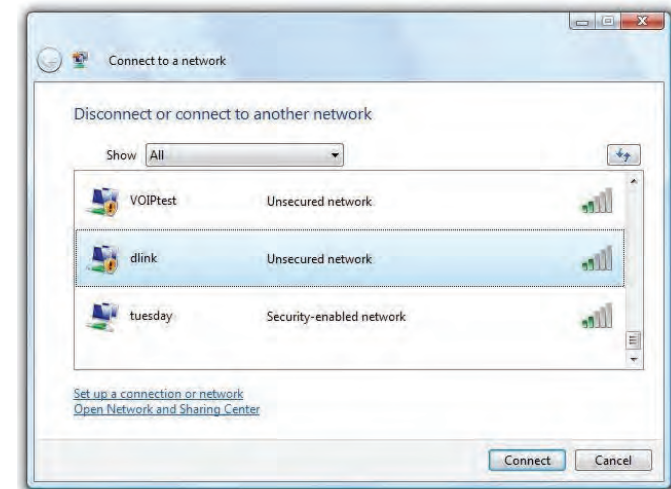 Connect to a network
Disconnect or connect to another network
Show All
VOIPtest Unsecured network
dlink Unsecured network
tuesday Security-enabled network
Set up a connection or network
Open Network and Sharing Center
Connect Cancel